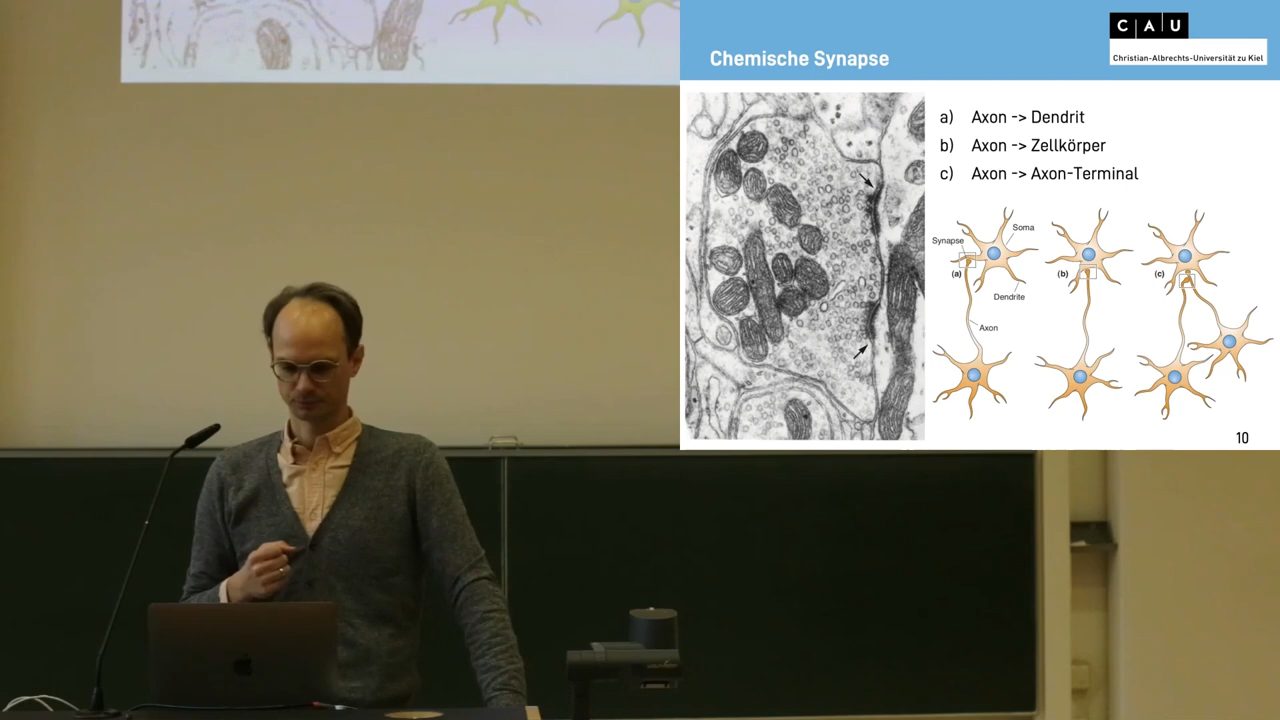 Chemische Synapse
C A U
Christian-Albrechts-Universität zu Kiel
a) Axon -> Dendrit
b) Axon -> Zellkörper
c) Axon -> Axon-Terminal
Synapse
Soma
(a)
(b)
(c)
Dendrite
Axon
10